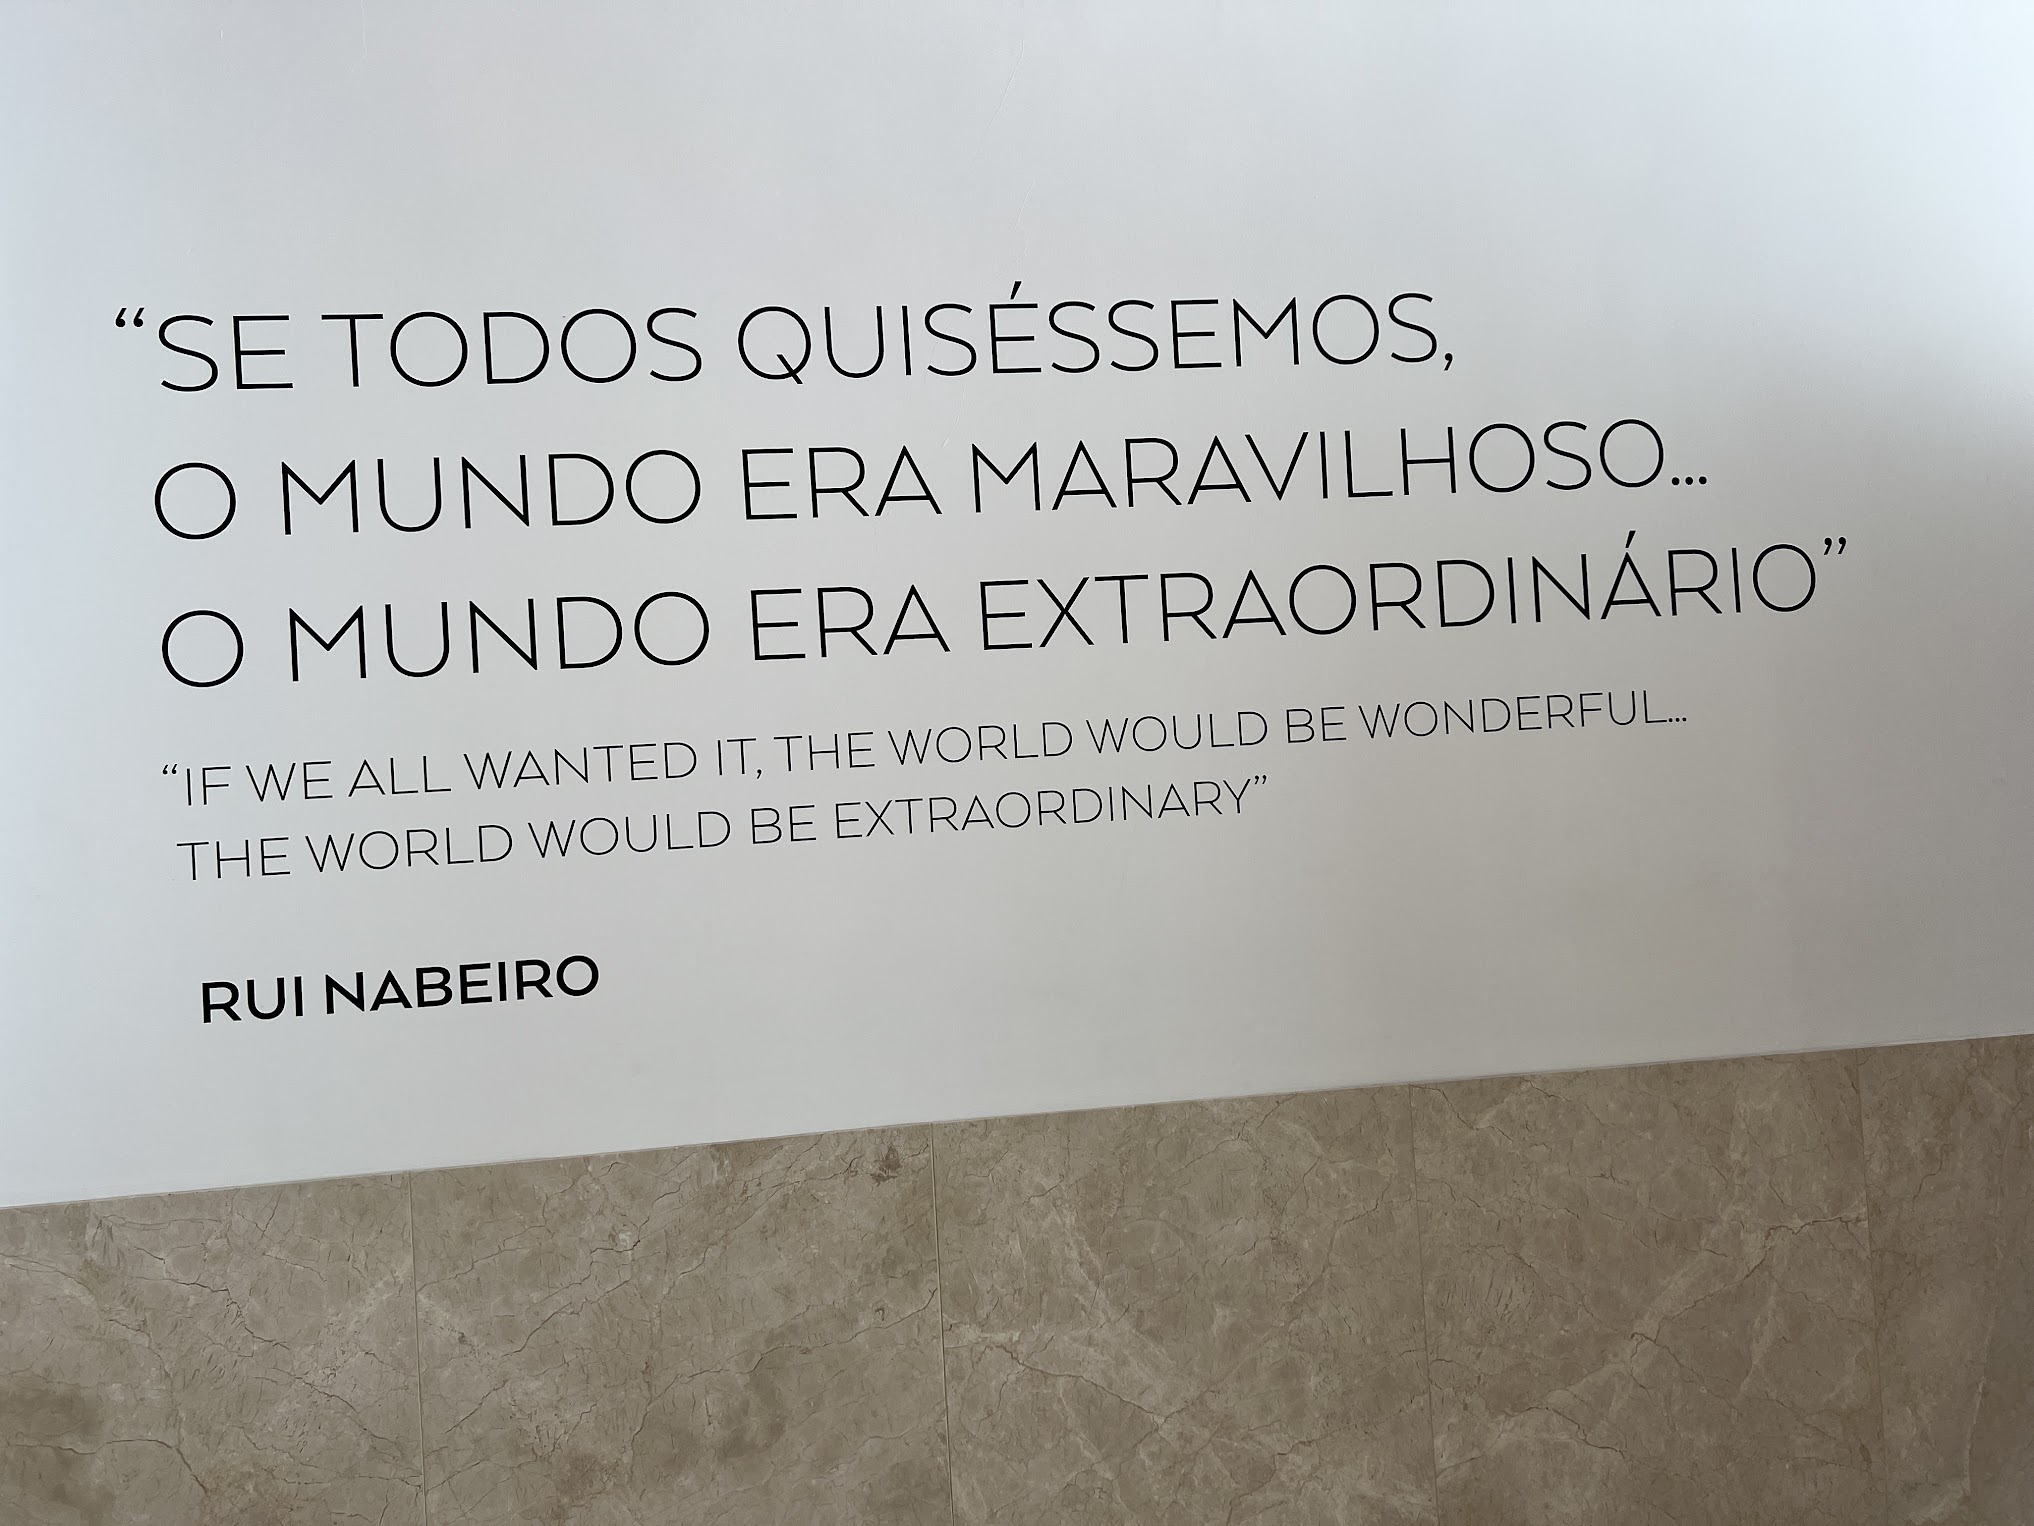 “SE TODOS QUISÉSSEMOS,
O MUNDO ERA MARAVILHOSO...
O MUNDO ERA EXTRAORDINÁRIO”
“IF WE ALL WANTED IT, THE WORLD WOULD BE WONDERFUL...
THE WORLD WOULD BE EXTRAORDINARY”
RUI NABEIRO